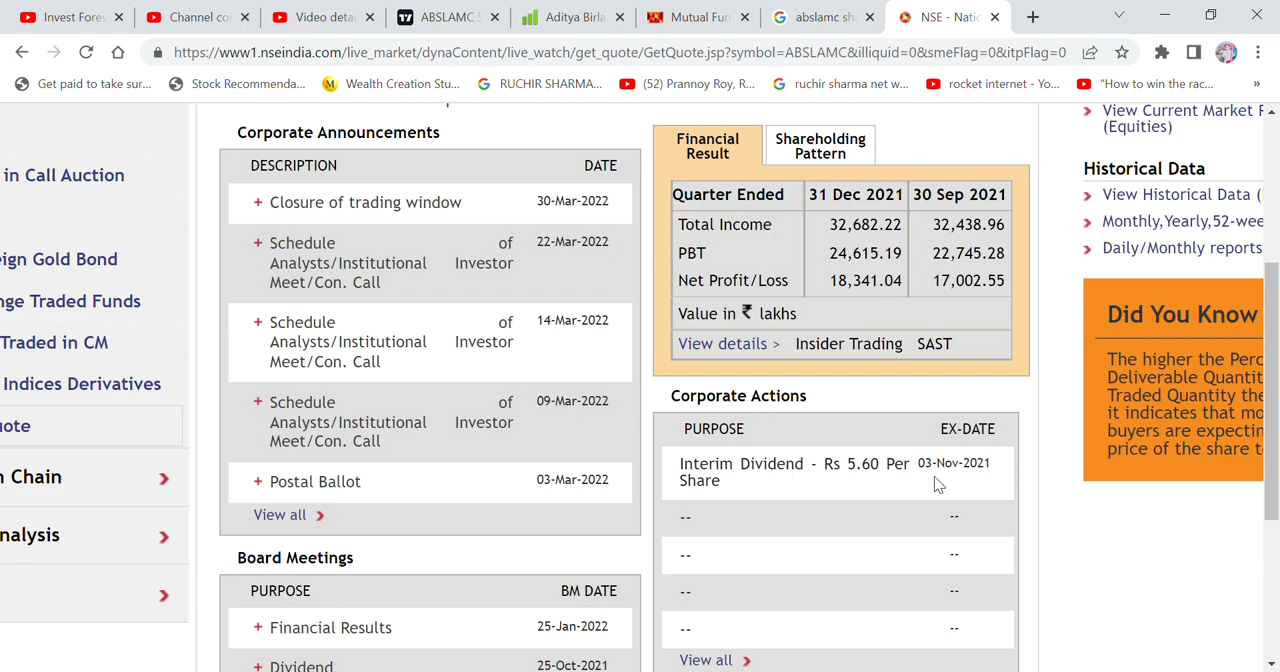 Invest Forev
Channel co
Video detai
ABSLAMC S
Aditya Birla
Mutual Fun
abslamc sh
NSE - Natio
https://www1.nseindia.com/live_market/dynaContent/live_watch/get_quote/GetQuote.jsp?symbol=ABSLAMC&illiquid=0&smeFlag=0&itpFlag=0
Get paid to take sur...
Stock Recommenda...
Wealth Creation Stu...
RUCHIR SHARMA...
(52) Prannoy Roy, R...
ruchir sharma net w...
rocket internet - Yo...
"How to win the rac...
»
in Call Auction
eign Gold Bond
nge Traded Funds
Traded in CM
Indices Derivatives
uote
n Chain
nalysis
Corporate Announcements
DESCRIPTION DATE
+ Closure of trading window 30-Mar-2022
+ Schedule of 22-Mar-2022
Analysts/Institutional Investor
Meet/Con. Call
+ Schedule of 14-Mar-2022
Analysts/Institutional Investor
Meet/Con. Call
+ Schedule of 09-Mar-2022
Analysts/Institutional Investor
Meet/Con. Call
+ Postal Ballot 03-Mar-2022
View all
Board Meetings
PURPOSE BM DATE
+ Financial Results 25-Jan-2022
+ Dividend 25-Oct-2021
Financial
Result
Shareholding
Pattern
Quarter Ended 31 Dec 2021 30 Sep 2021
Total Income 32,682.22 32,438.96
PBT 24,615.19 22,745.28
Net Profit/Loss 18,341.04 17,002.55
Value in ₹ lakhs
View details > Insider Trading SAST
Corporate Actions
PURPOSE EX-DATE
Interim Dividend - Rs 5.60 Per 03-Nov-2021
Share
-- --
-- --
-- --
-- --
View all
View Current Market R
(Equities)
Historical Data
View Historical Data (
Monthly,Yearly,52-wee
Daily/Monthly reports
Did You Know
The higher the Perc
Deliverable Quantit
Traded Quantity the
it indicates that mo
buyers are expectin
price of the share t